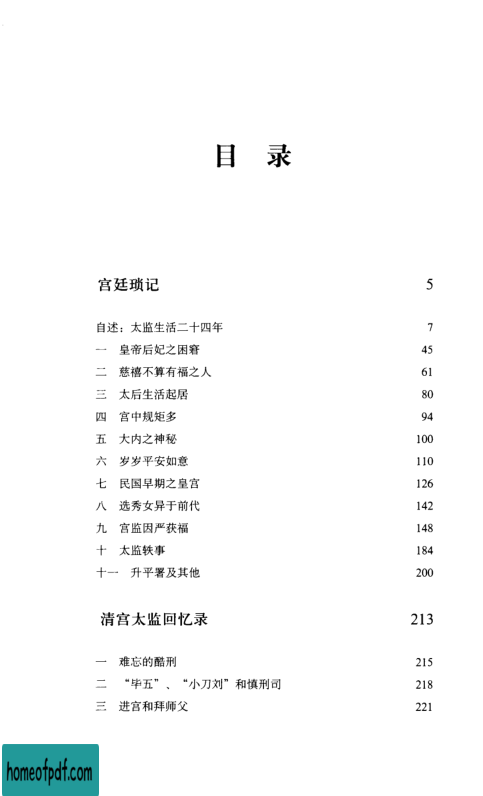 目 录
宫廷琐记 5
自述：太监生活二十四年 7
一 皇帝后妃之困窘 45
二 慈禧不算有福之人 61
三 太后生活起居 80
四 宫中规矩多 94
五 大内之神秘 100
六 岁岁平安如意 110
七 民国早期之皇宫 126
八 选秀女异于前代 142
九 宫监因严获福 148
十 太监轶事 184
十一 升平署及其他 200
清宫太监回忆录 213
一 难忘的酷刑 215
二 “毕五”、“小刀刘”和慎刑司 218
三 进宫和拜师父 221
homeofpdf.com